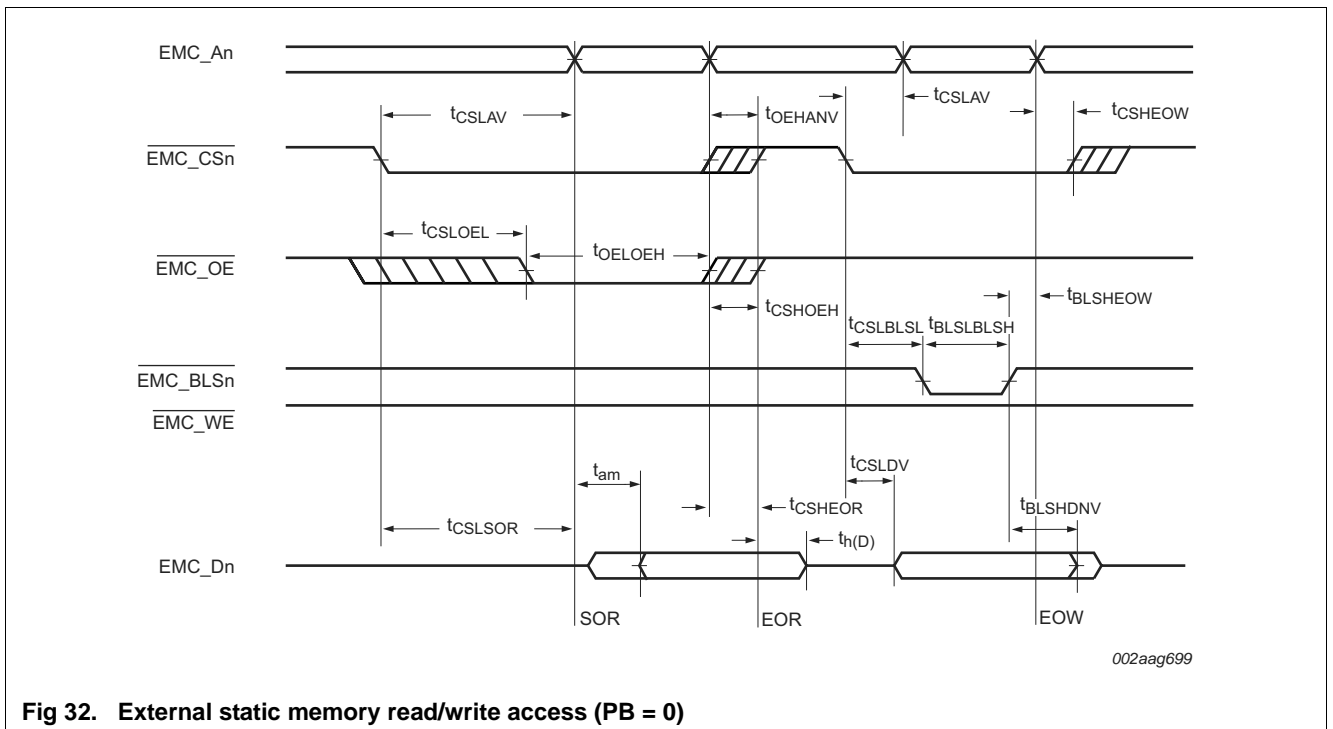 EMC_An
tCSLAV
tOEHANV
tCSLAV
tCSHEOW
EMC_CSn
tCSLOEL
tOELOEH
EMC_OE
tCSHOEH
tBLSHEOW
tCSLBLSL
tBLSLBLSH
EMC_BLSn
EMC_WE
tam
tCSLDV
tCSLSOR
tCSHEOR
tBLSHDNV
th(D)
EMC_Dn
SOR
EOR
EOW
002aag699
Fig 32. External static memory read/write access (PB = 0)